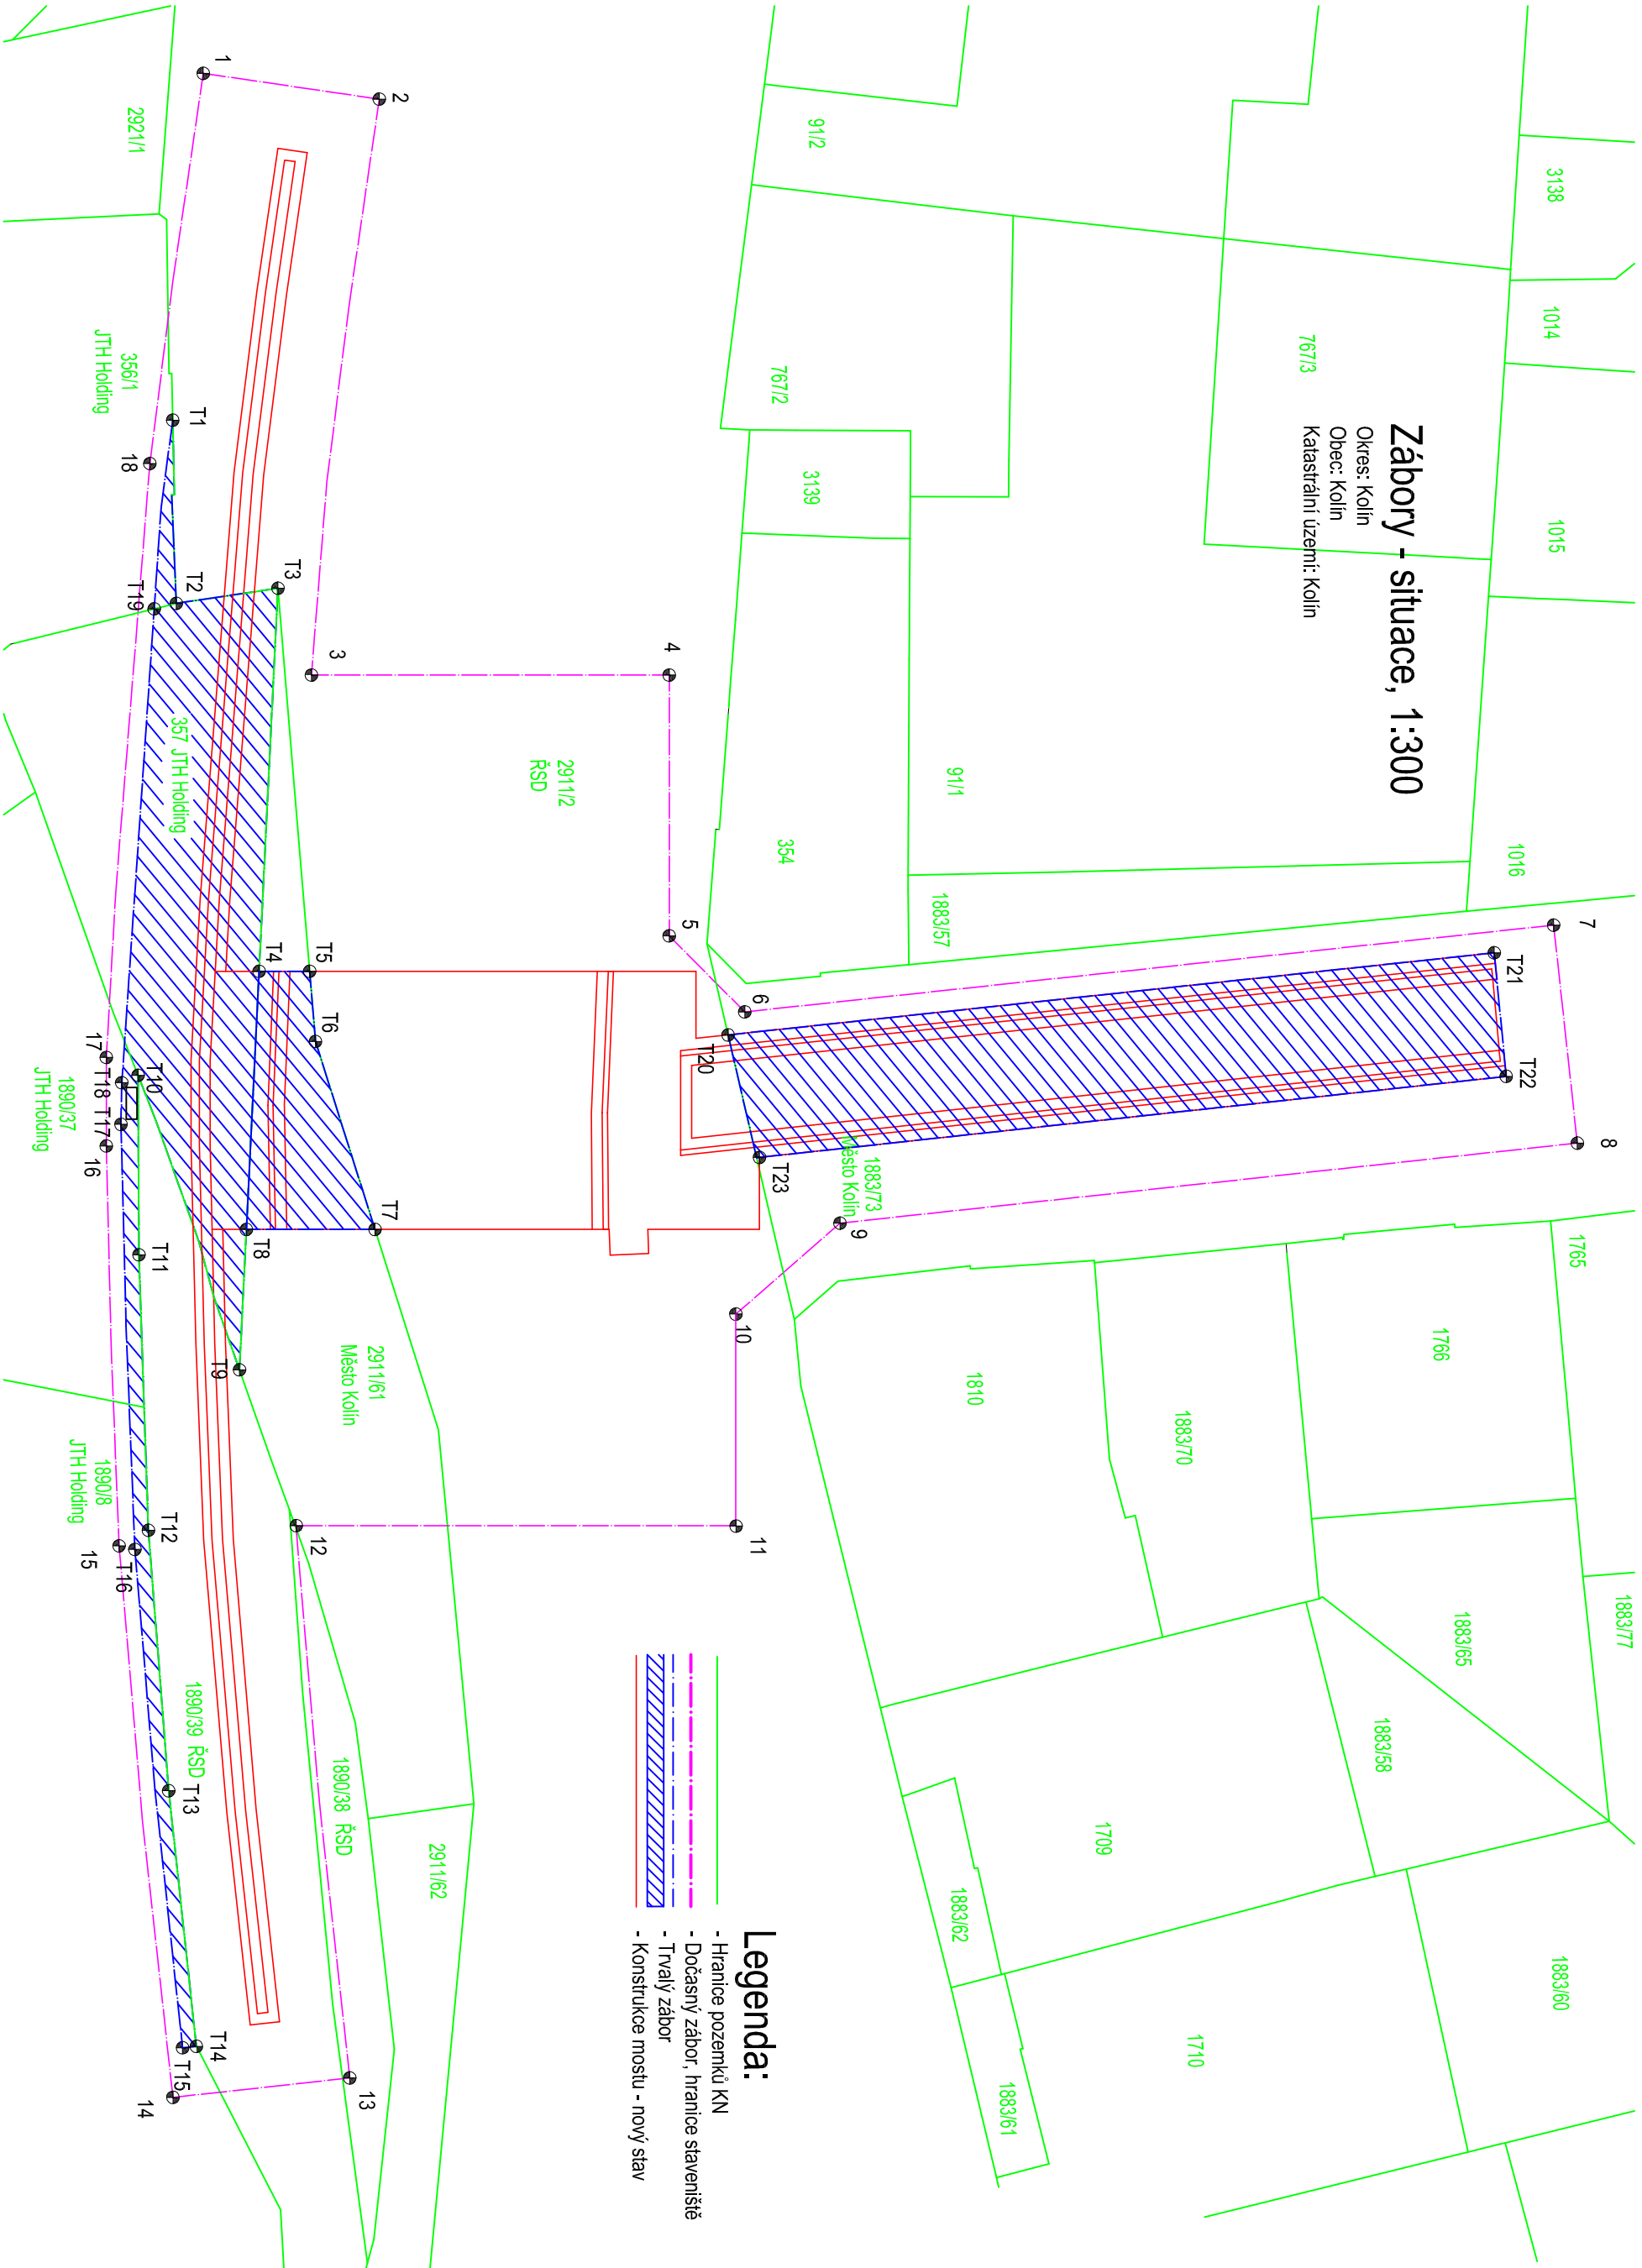 Zábory - situace, 1:300
Okres: Kolín
Obec: Kolín
Katastrální území: Kolín
3138
1014
1015
1016
767/3
91/2
767/2
3139
91/1
354
1883/57
2921/1
356/1
JTH Holding
357 JTH Holding
2911/2
ŘSD
1883/73
Město Kolín
1765
1766
1810
1883/70
1883/77
1883/65
1883/58
1709
1883/62
1883/60
1710
1883/61
2911/61
Město Kolín
1890/37
JTH Holding
1890/8
JTH Holding
1890/39 ŘSD
1890/38 ŘSD
2911/62
1
2
3
4
5
6
7
8
9
10
11
12
13
14
15
16
17
18
T1
T2
T3
T4
T5
T6
T7
T8
T9
T10
T11
T12
T13
T14
T15
T16
T17
T18
T19
T20
T21
T22
T23
Legenda:
- Hranice pozemků KN
- Dočasný zábor, hranice staveniště
- Trvalý zábor
- Konstrukce mostu - nový stav